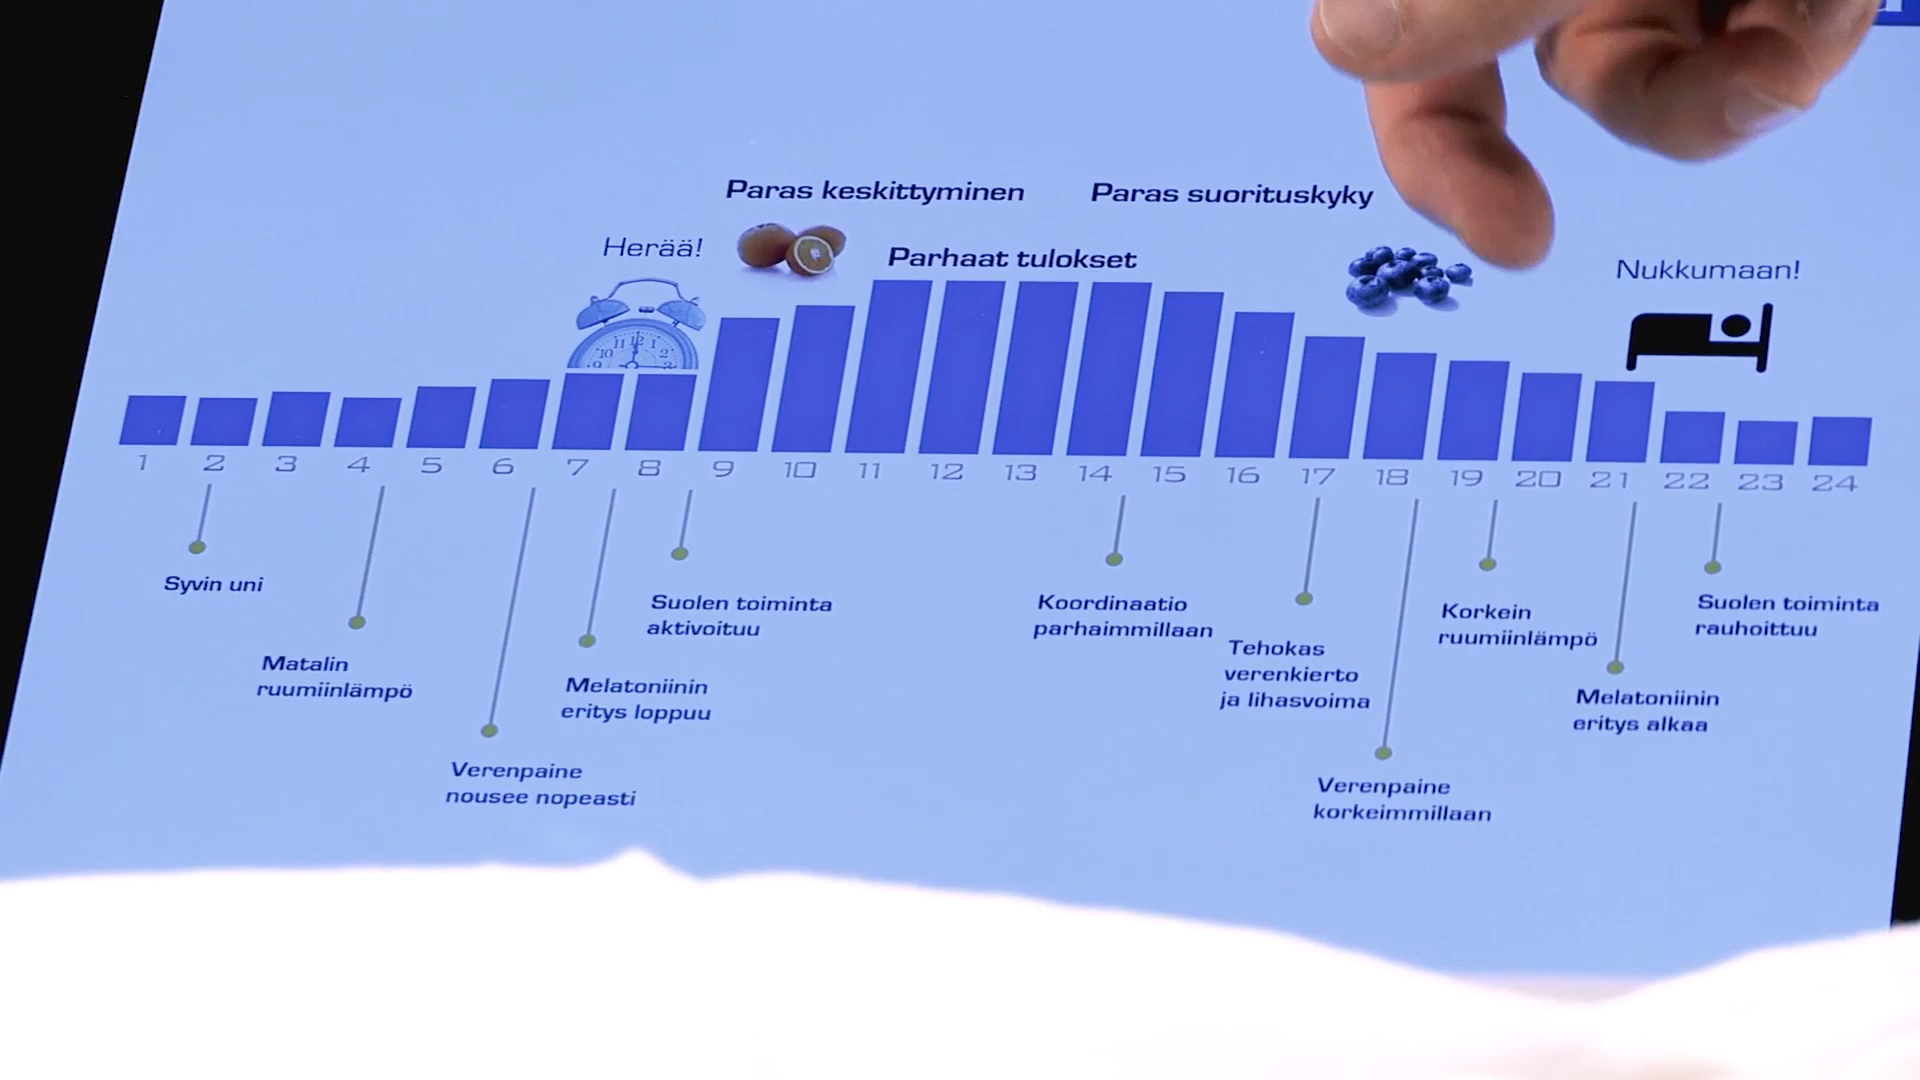 Paras keskittyminen
Paras suorituskyky
Herää!
Parhaat tulokset
Nukkumaan!
1 2 3 4 5 6 7 8 9 10 11 12 13 14 15 16 17 18 19 20 21 22 23 24
Syvin uni
Matalin
ruumiinlämpö
Verenpaine
nousee nopeasti
Melatoniinin
eritys loppuu
Suolen toiminta
aktivoituu
Koordinaatio
parhaimmillaan
Tehokas
verenkierto
ja lihasvoima
Verenpaine
korkeimmillaan
Korkein
ruumiinlämpö
Melatoniinin
eritys alkaa
Suolen toiminta
rauhoittuu